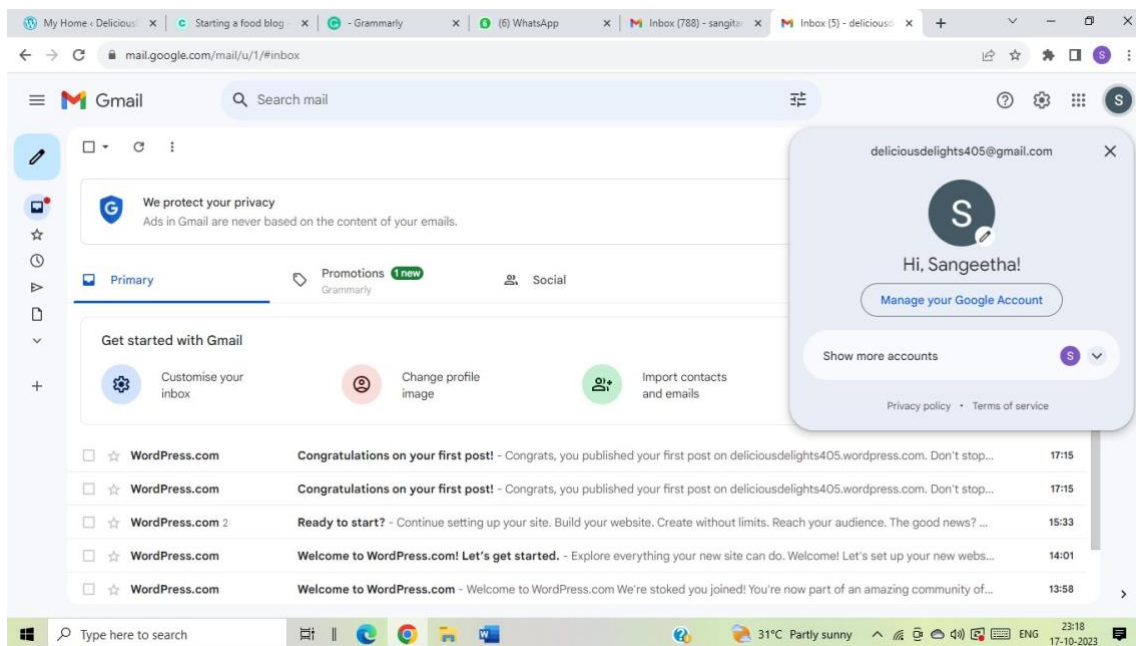 My Home ‹ Delicious
Starting a food blog -
- Grammarly
(6) WhatsApp
Inbox (788) - sangita
Inbox (5) - deliciousd
mail.google.com/mail/u/1/#inbox
S
Gmail
Search mail
S
deliciousdelights405@gmail.com
We protect your privacy
Ads in Gmail are never based on the content of your emails.
S
Hi, Sangeetha!
Manage your Google Account
Primary
Promotions 1 new
Grammarly
Social
Show more accounts
S
Privacy policy • Terms of service
Get started with Gmail
Customise your
inbox
Change profile
image
Import contacts
and emails
WordPress.com Congratulations on your first post! - Congrats, you published your first post on deliciousdelights405.wordpress.com. Don't stop... 17:15
WordPress.com Congratulations on your first post! - Congrats, you published your first post on deliciousdelights405.wordpress.com. Don't stop... 17:15
WordPress.com 2 Ready to start? - Continue setting up your site. Build your website. Create without limits. Reach your audience. The good news? ... 15:33
WordPress.com Welcome to WordPress.com! Let's get started. - Explore everything your new site can do. Welcome! Let's set up your new webs... 14:01
WordPress.com Welcome to WordPress.com - Welcome to WordPress.com We're stoked you joined! You're now part of an amazing community of... 13:58
Type here to search
31°C Partly sunny
ENG
23:18
17-10-2023